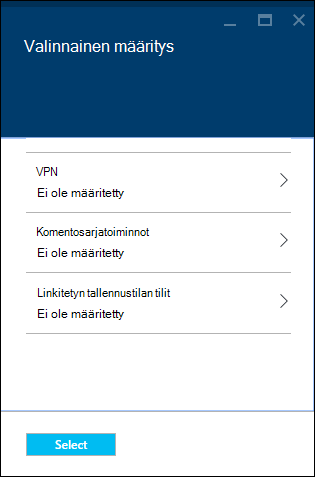 Valinnainen määritys
VPN
Ei ole määritetty
Komentosarjatoiminnot
Ei ole määritetty
Linkitetyn tallennustilan tilit
Ei ole määritetty
Select